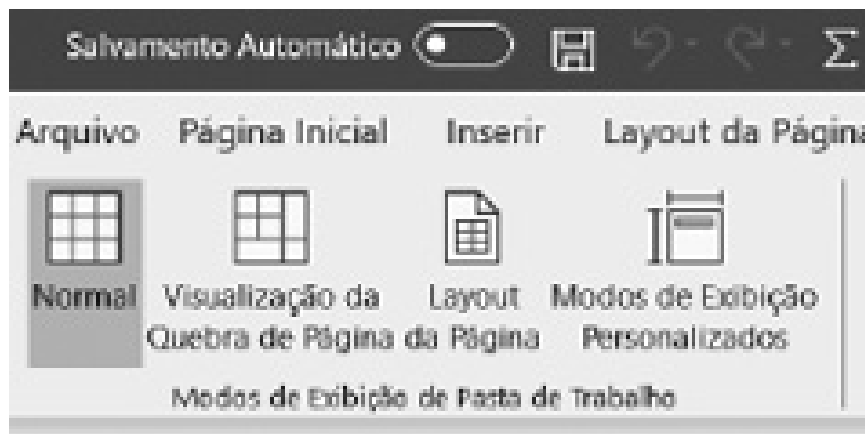 Salvamento Automático
Arquivo Página Inicial Inserir Layout da Página
Normal Visualização da Layout Modos de Exibição
Quebra de Página da Página Personalizados
Modos de Exibição de Pasta de Trabalho